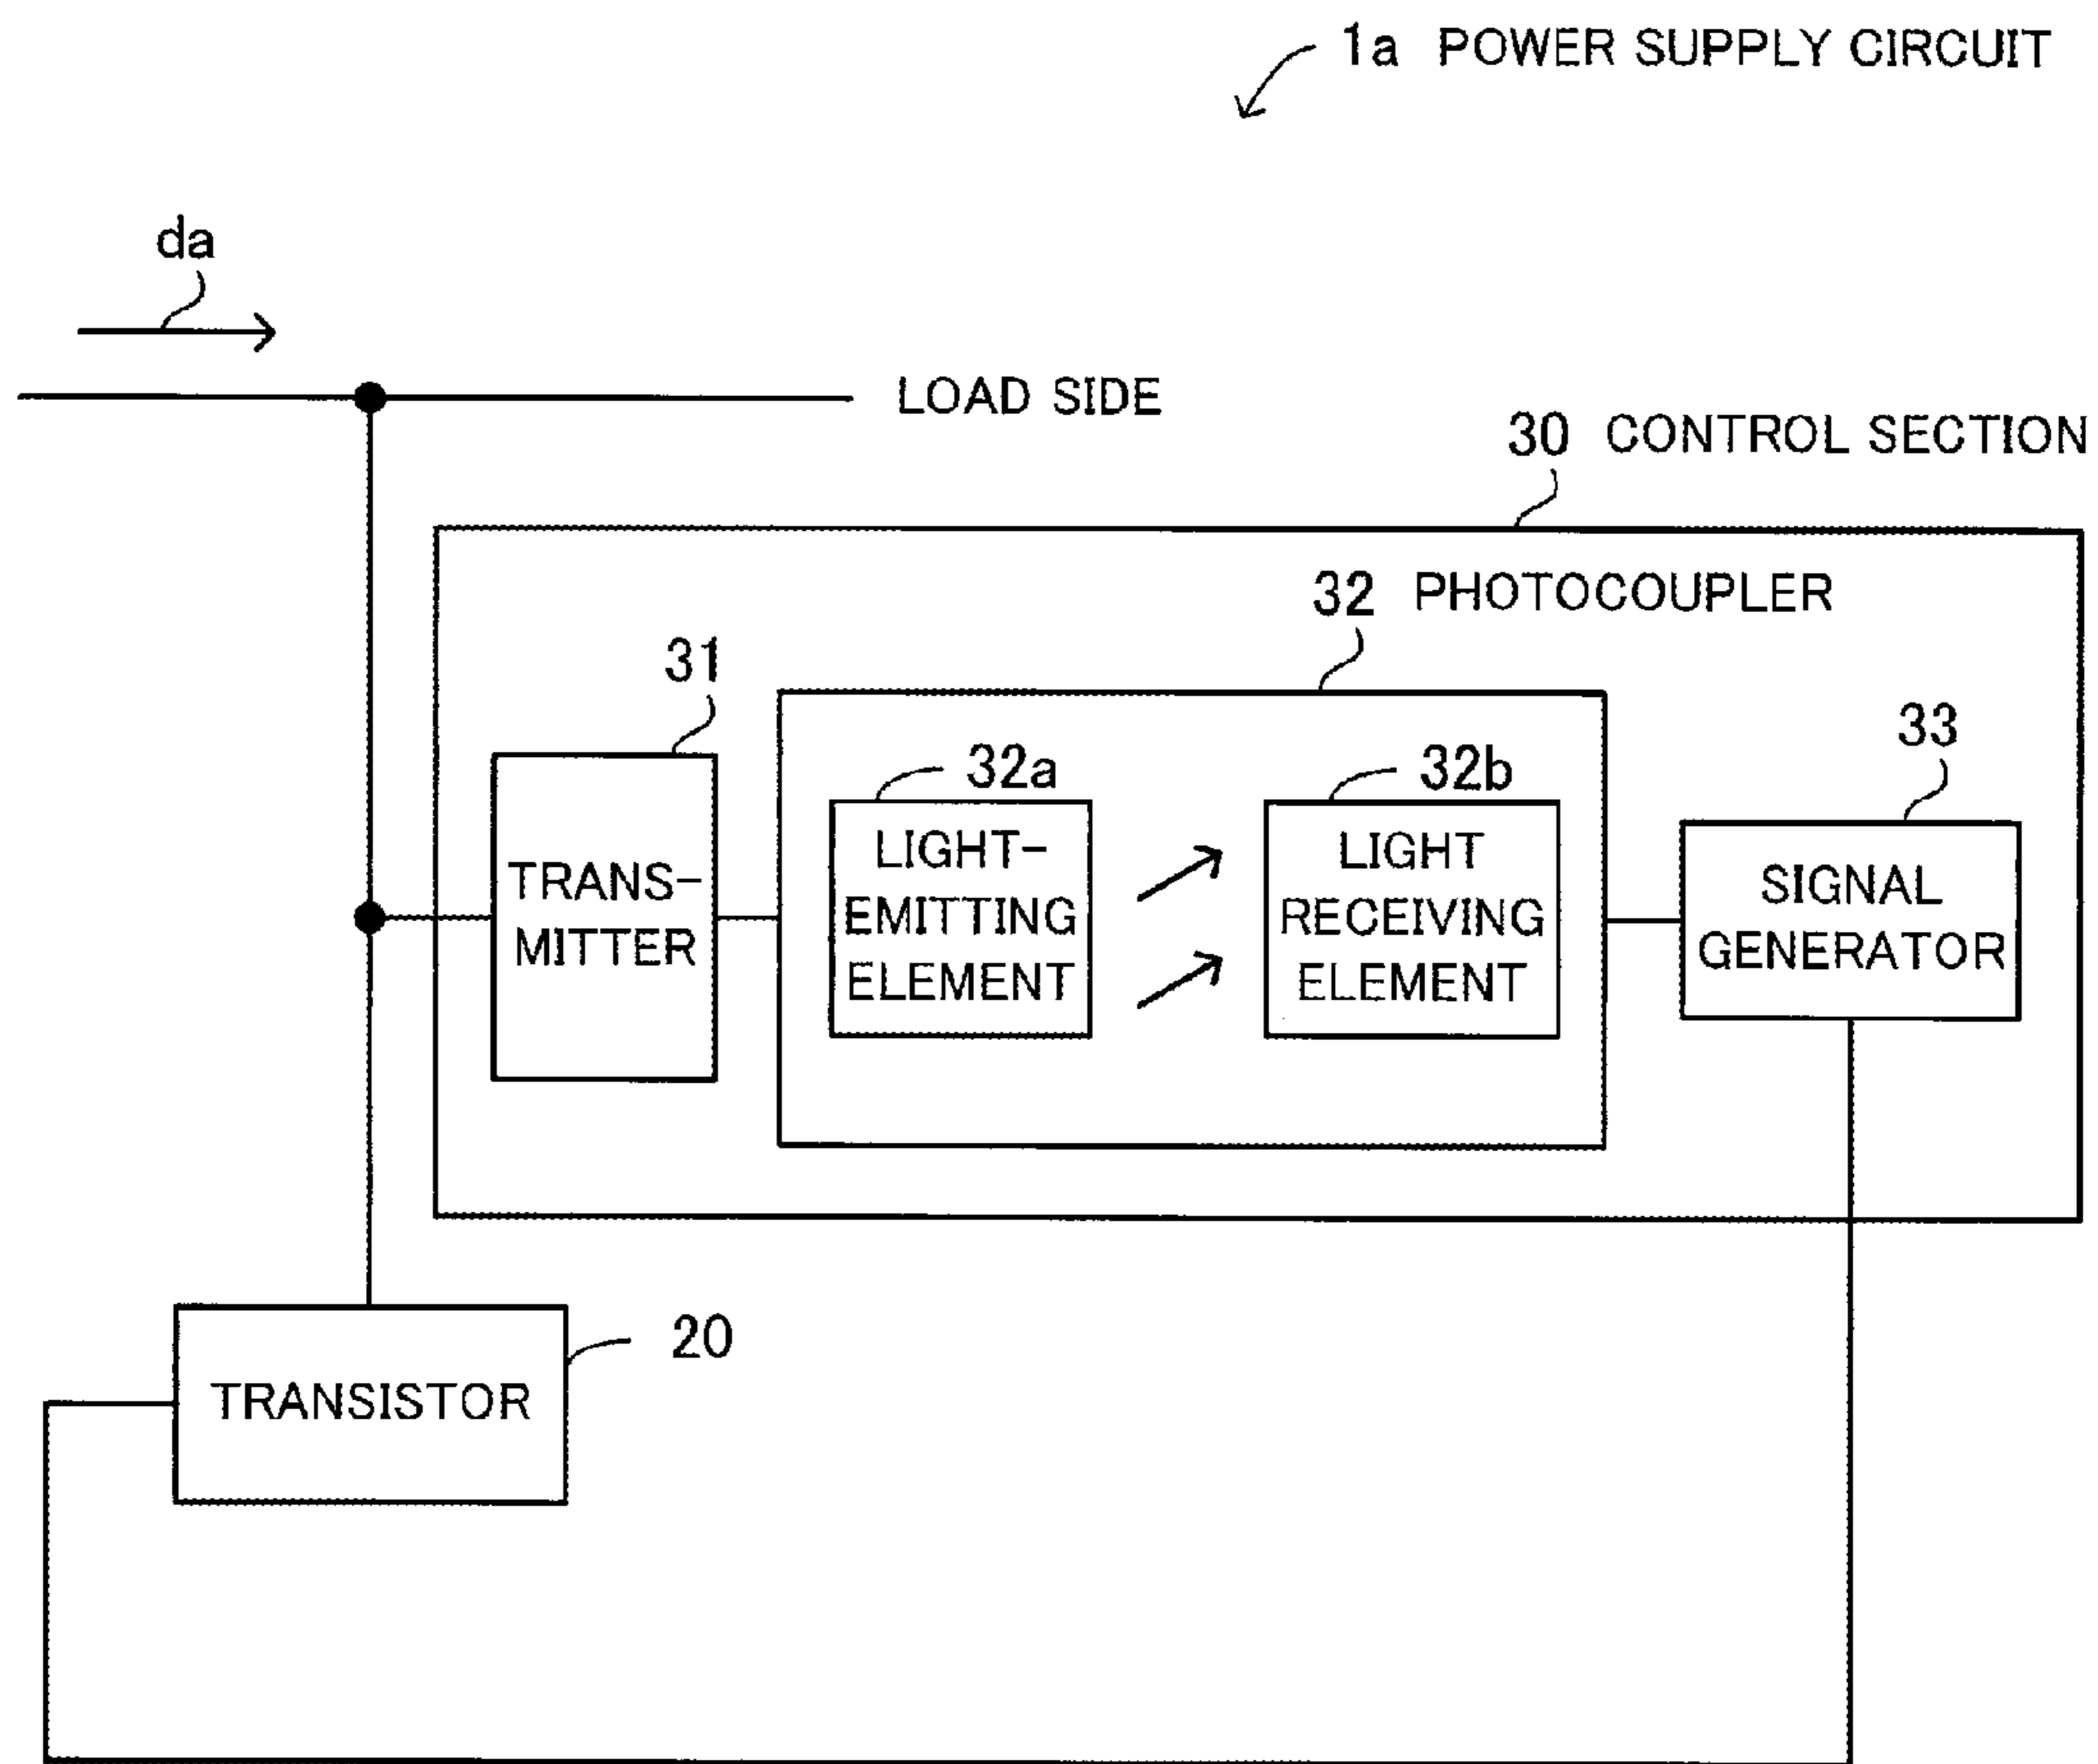 1a POWER SUPPLY CIRCUIT
da
LOAD SIDE
30 CONTROL SECTION
32 PHOTOCOUPLER
31
33
32a
32b
TRANS-
MITTER
LIGHT-
EMITTING
ELEMENT
LIGHT
RECEIVING
ELEMENT
SIGNAL
GENERATOR
20
TRANSISTOR